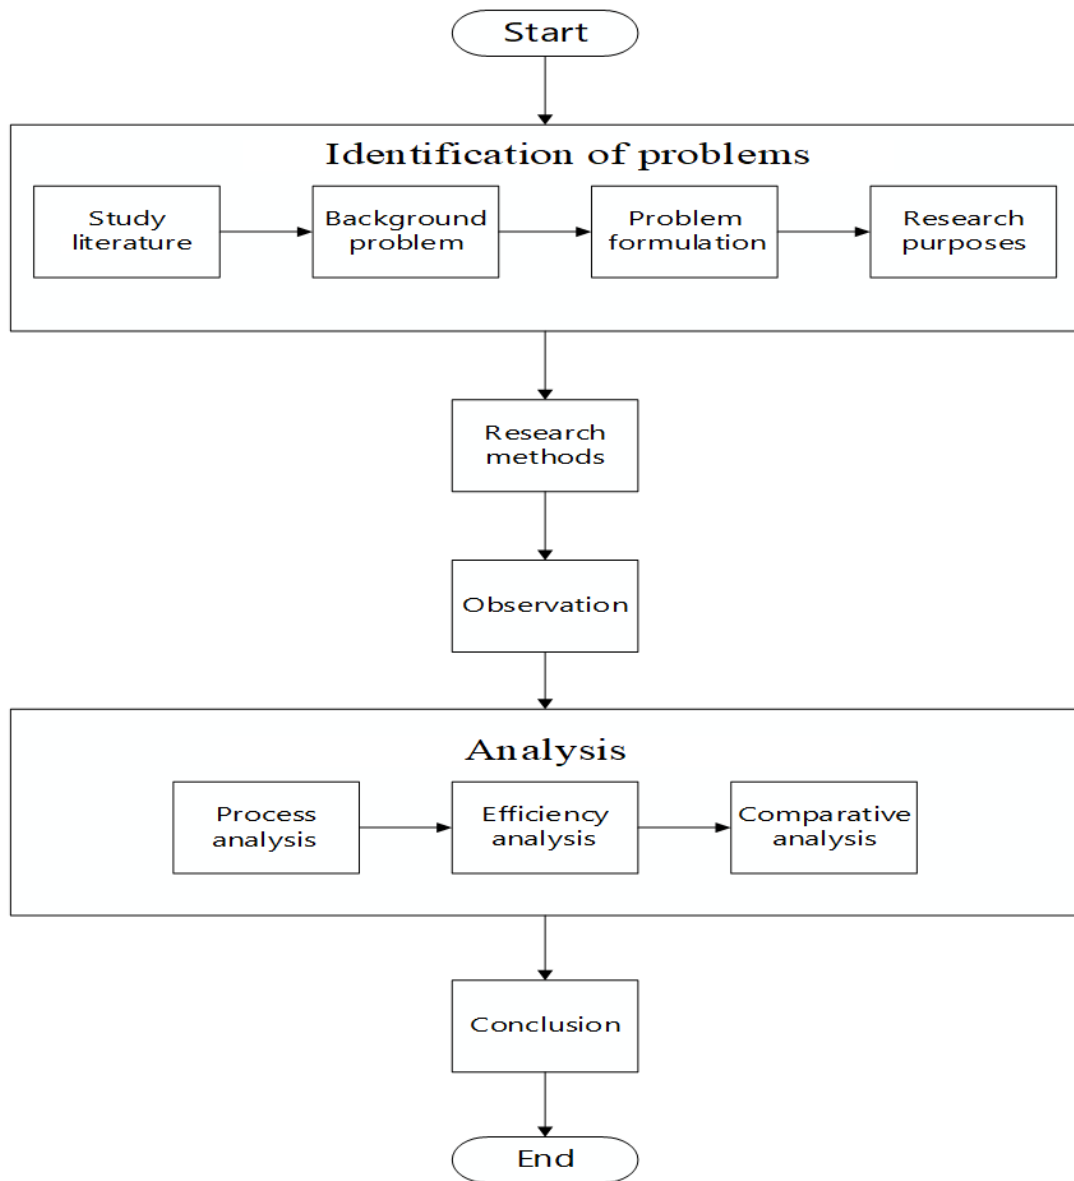 Start
Identification of problems
Study
literature
Background
problem
Problem
formulation
Research
purposes
Research
methods
Observation
Analysis
Process
analysis
Efficiency
analysis
Comparative
analysis
Conclusion
End